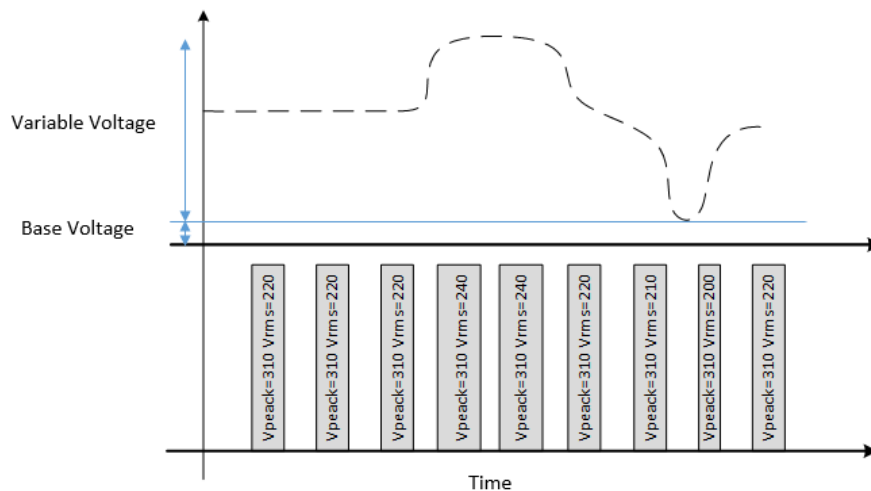 Variable Voltage
Base Voltage
Vpeack=310 Vrms=220
Vpeack=310 Vrms=220
Vpeack=310 Vrms=220
Vpeack=310 Vrms=240
Vpeack=310 Vrms=240
Vpeack=310 Vrms=220
Vpeack=310 Vrms=210
Vpeack=310 Vrms=200
Vpeack=310 Vrms=220
Time